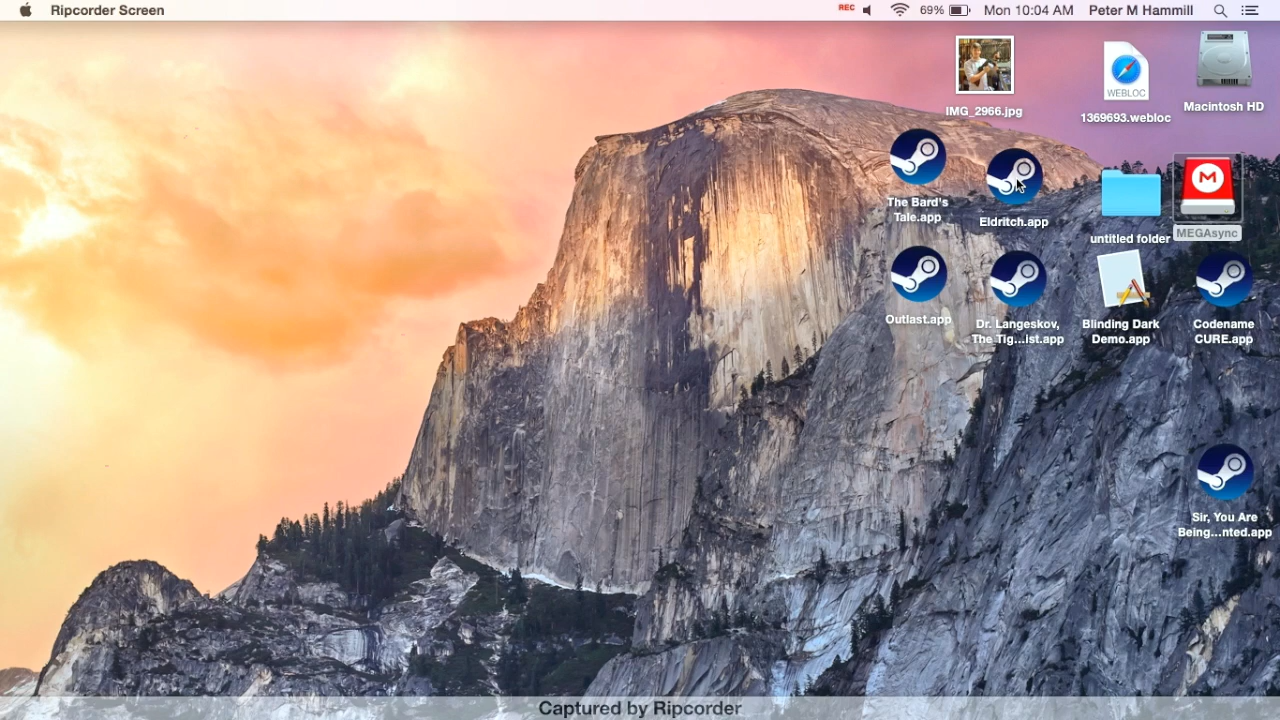 Ripcorder Screen
REC
69%
Mon 10:04 AM
Peter M Hammill
IMG_2966.jpg
WEBLOC
1369693.webloc
Macintosh HD
The Bard's
Tale.app
Eldritch.app
untitled folder
M
MEGAsync
Outlast.app
Dr. Langeskov,
The Tig...ist.app
Blinding Dark
Demo.app
Codename
CURE.app
Sir, You Are
Being...nted.app
Captured by Ripcorder